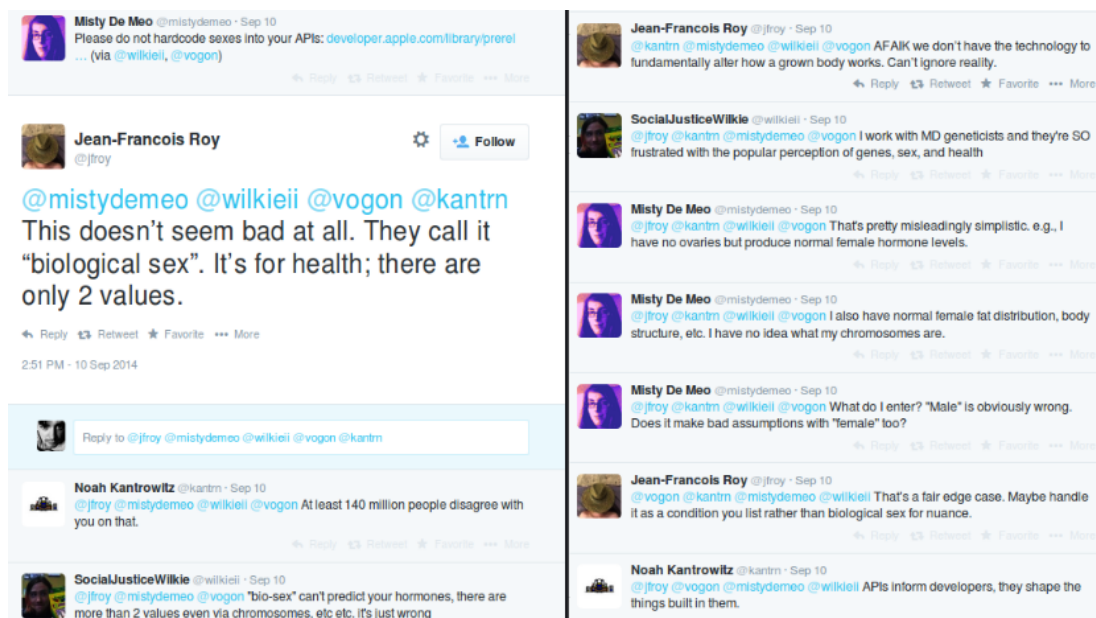 Misty De Meo @mistydemeo · Sep 10
Please do not hardcode sexes into your APIs: developer.apple.com/library/prerel
… (via @wilkieii, @vogon)
Reply Retweet Favorite More
Jean-Francois Roy
@jfroy
Follow
@mistydemeo @wilkieii @vogon @kantrn
This doesn't seem bad at all. They call it
“biological sex”. It's for health; there are
only 2 values.
Reply Retweet Favorite More
2:51 PM - 10 Sep 2014
Reply to @jfroy @mistydemeo @wilkieii @vogon @kantrn
Noah Kantrowitz @kantrn · Sep 10
@jfroy @mistydemeo @wilkieii @vogon At least 140 million people disagree with
you on that.
Reply Retweet Favorite More
SocialJusticeWilkie @wilkieii · Sep 10
@jfroy @mistydemeo @vogon "bio-sex" can't predict your hormones, there are
more than 2 values even via chromosomes, etc etc. it's just wrong
Jean-Francois Roy @jfroy · Sep 10
@kantrn @mistydemeo @wilkieii @vogon AFAIK we don't have the technology to
fundamentally alter how a grown body works. Can't ignore reality.
Reply Retweet Favorite More
SocialJusticeWilkie @wilkieii · Sep 10
@jfroy @kantrn @mistydemeo @vogon I work with MD geneticists and they're SO
frustrated with the popular perception of genes, sex, and health
Reply Retweet Favorite More
Misty De Meo @mistydemeo · Sep 10
@jfroy @kantrn @wilkieii @vogon That's pretty misleadingly simplistic. e.g., I
have no ovaries but produce normal female hormone levels.
Reply Retweet Favorite More
Misty De Meo @mistydemeo · Sep 10
@jfroy @kantrn @wilkieii @vogon I also have normal female fat distribution, body
structure, etc. I have no idea what my chromosomes are.
Reply Retweet Favorite More
Misty De Meo @mistydemeo · Sep 10
@jfroy @kantrn @wilkieii @vogon What do I enter? "Male" is obviously wrong.
Does it make bad assumptions with "female" too?
Reply Retweet Favorite More
Jean-Francois Roy @jfroy · Sep 10
@vogon @kantrn @mistydemeo @wilkieii That's a fair edge case. Maybe handle
it as a condition you list rather than biological sex for nuance.
Reply Retweet Favorite More
Noah Kantrowitz @kantrn · Sep 10
@jfroy @vogon @mistydemeo @wilkieii APIs inform developers, they shape the
things built in them.